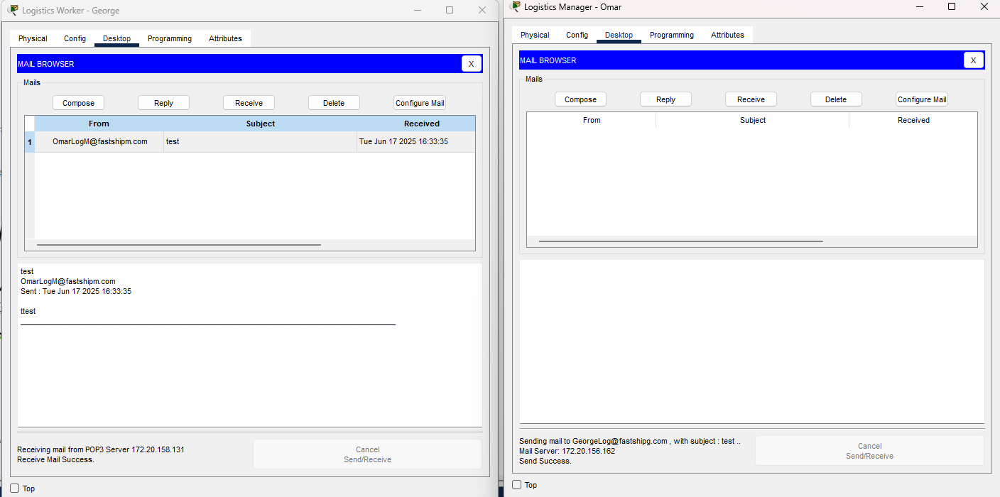 Logistics Worker - George
Physical Config Desktop Programming Attributes
MAIL BROWSER X
Mails
Compose Reply Receive Delete Configure Mail
From Subject Received
1 OmarLogM@fastshipm.com test Tue Jun 17 2025 16:33:35
test
OmarLogM@fastshipm.com
Sent : Tue Jun 17 2025 16:33:35
ttest
Receiving mail from POP3 Server 172.20.158.131
Receive Mail Success.
Cancel
Send/Receive
Top
Logistics Manager - Omar
Physical Config Desktop Programming Attributes
MAIL BROWSER X
Mails
Compose Reply Receive Delete Configure Mail
From Subject Received
Sending mail to GeorgeLog@fastshipg.com , with subject : test ..
Mail Server: 172.20.156.162
Send Success.
Cancel
Send/Receive
Top